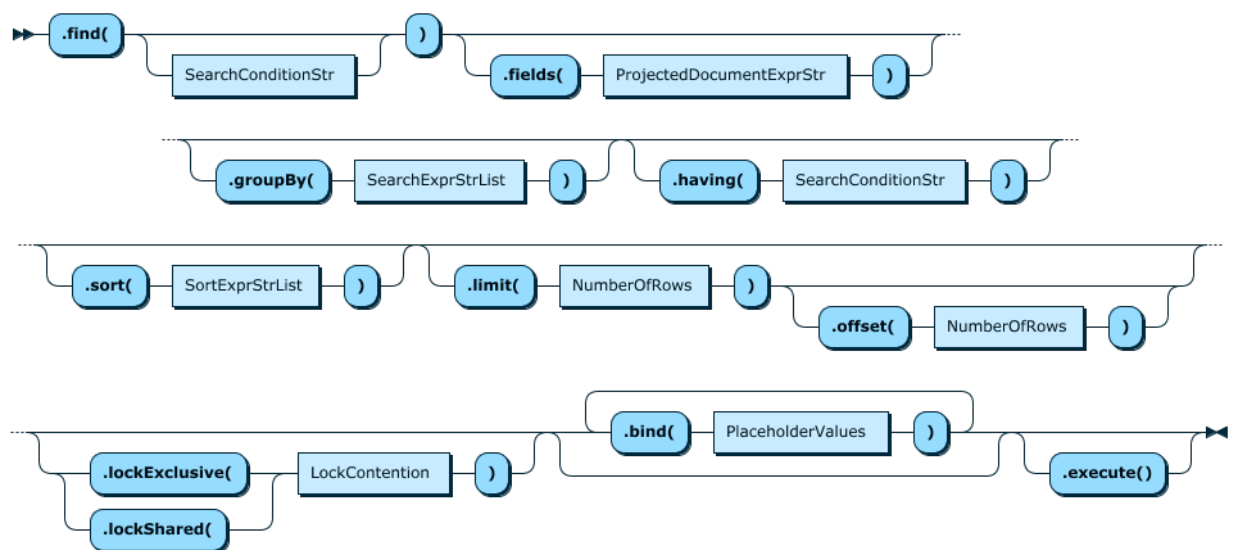 .find( )
SearchConditionStr .fields( ProjectedDocumentExprStr )
.groupBy( SearchExprStrList ) .having( SearchConditionStr )
.sort( SortExprStrList ) .limit( NumberOfRows )
.offset( NumberOfRows )
.bind( PlaceholderValues )
.lockExclusive( LockContention ) .execute()
.lockShared(